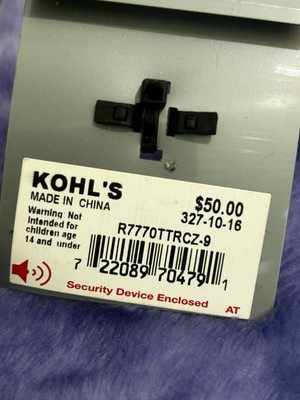 KOHL'S
MADE IN CHINA
Warning: Not
Intended for
children age
14 and under
$50.00
327-10-16
R7770TTRCZ-9
7 22089 70479 1
Security Device Enclosed
AT